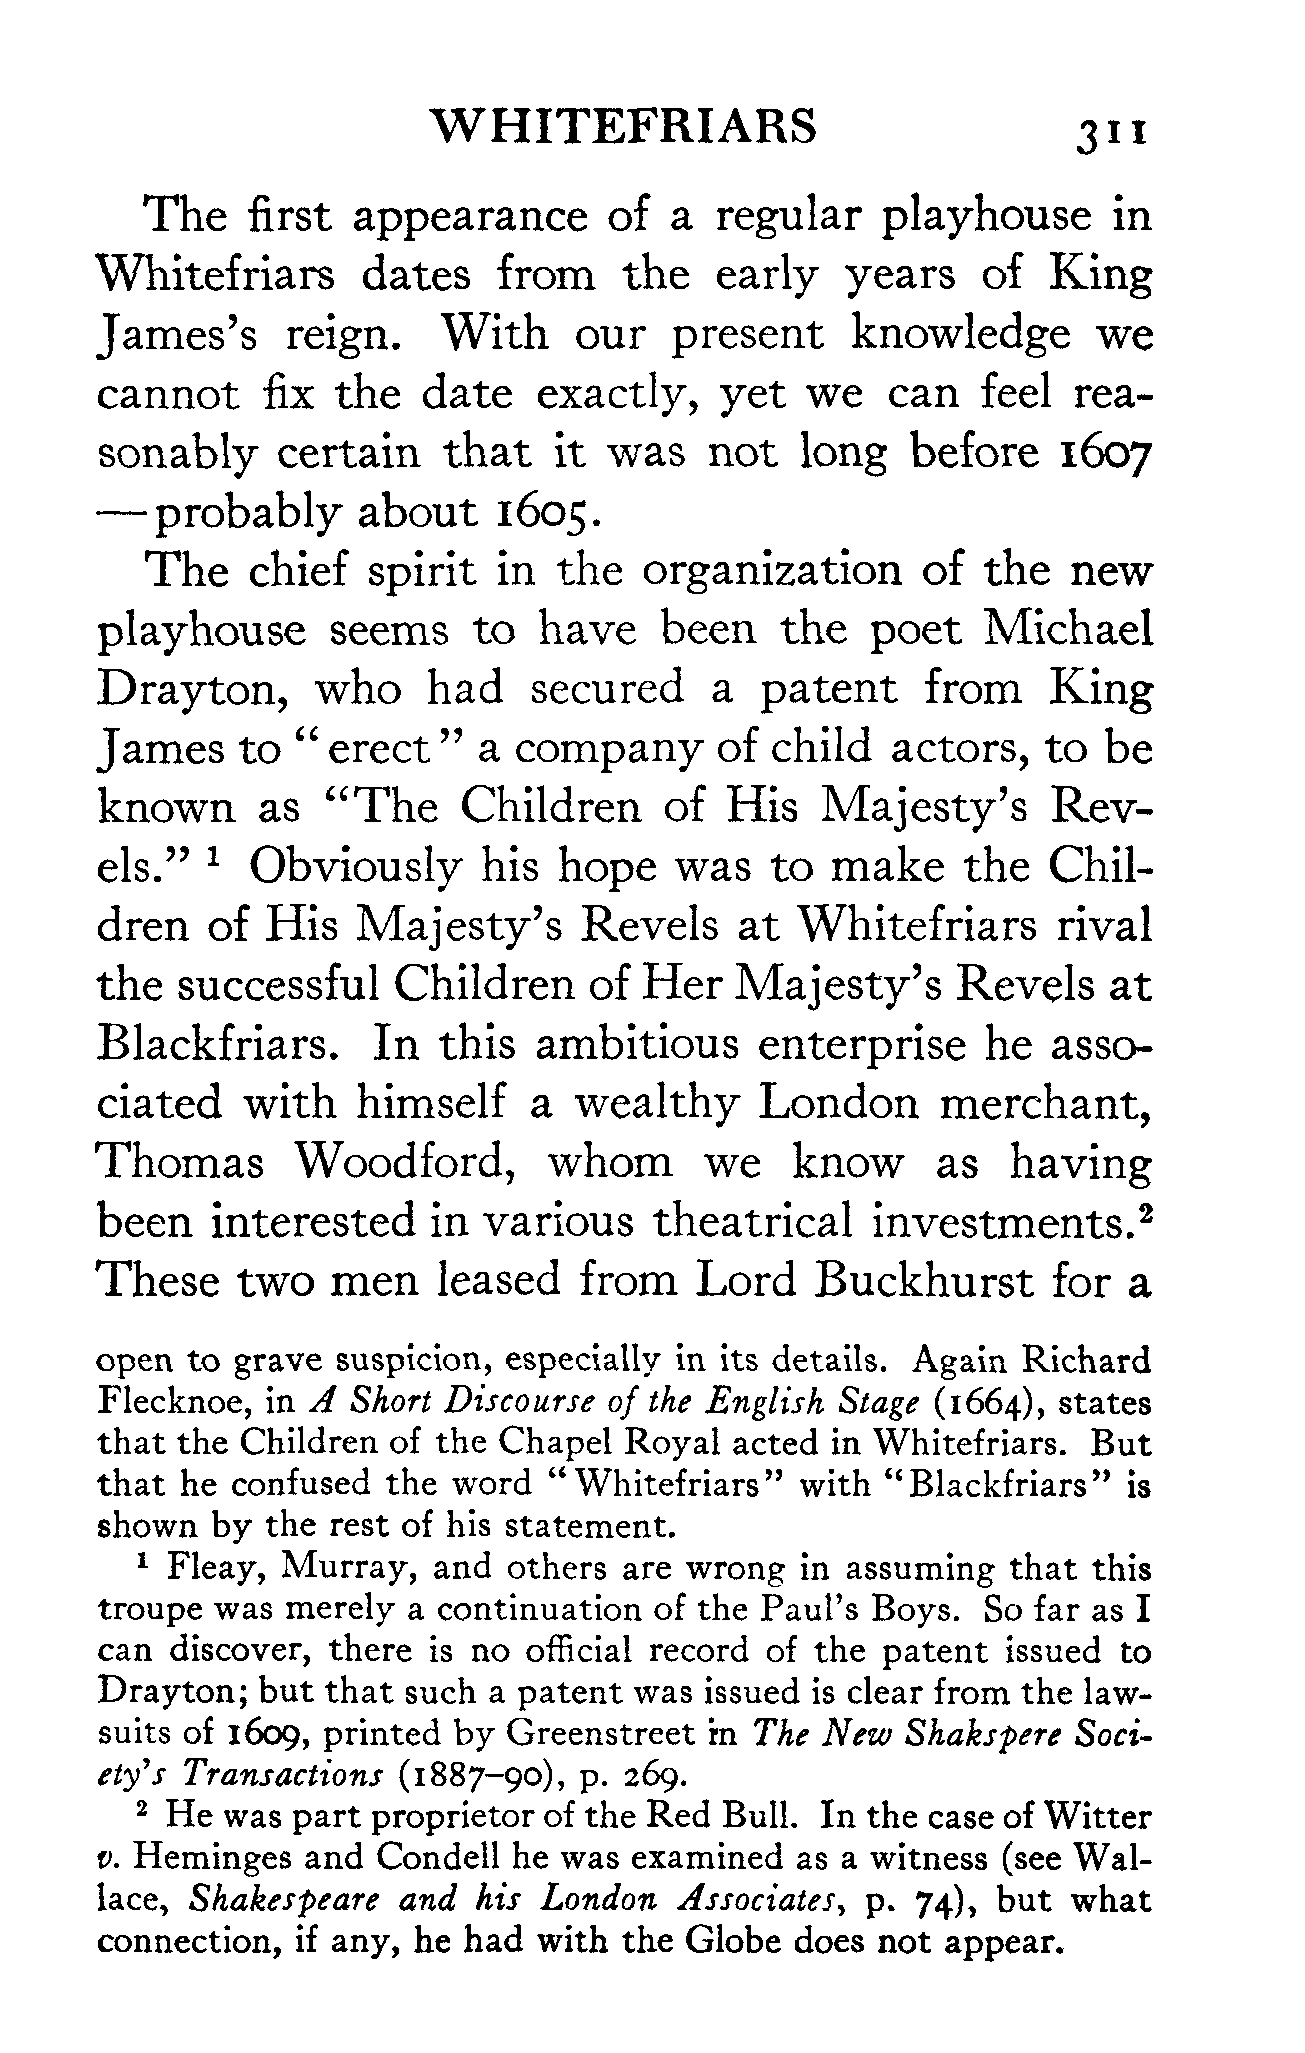 WHITEFRIARS 311
The first appearance of a regular playhouse in
Whitefriars dates from the early years of King
James's reign. With our present knowledge we
cannot fix the date exactly, yet we can feel rea-
sonably certain that it was not long before 1607
—probably about 1605.
The chief spirit in the organization of the new
playhouse seems to have been the poet Michael
Drayton, who had secured a patent from King
James to "erect" a company of child actors, to be
known as "The Children of His Majesty's Rev-
els." ¹ Obviously his hope was to make the Chil-
dren of His Majesty's Revels at Whitefriars rival
the successful Children of Her Majesty's Revels at
Blackfriars. In this ambitious enterprise he asso-
ciated with himself a wealthy London merchant,
Thomas Woodford, whom we know as having
been interested in various theatrical investments.²
These two men leased from Lord Buckhurst for a
open to grave suspicion, especially in its details. Again Richard
Flecknoe, in A Short Discourse of the English Stage (1664), states
that the Children of the Chapel Royal acted in Whitefriars. But
that he confused the word "Whitefriars" with "Blackfriars" is
shown by the rest of his statement.
¹ Fleay, Murray, and others are wrong in assuming that this
troupe was merely a continuation of the Paul's Boys. So far as I
can discover, there is no official record of the patent issued to
Drayton; but that such a patent was issued is clear from the law-
suits of 1609, printed by Greenstreet in The New Shakspere Soci-
ety's Transactions (1887–90), p. 269.
² He was part proprietor of the Red Bull. In the case of Witter
v. Heminges and Condell he was examined as a witness (see Wal-
lace, Shakespeare and his London Associates, p. 74), but what
connection, if any, he had with the Globe does not appear.